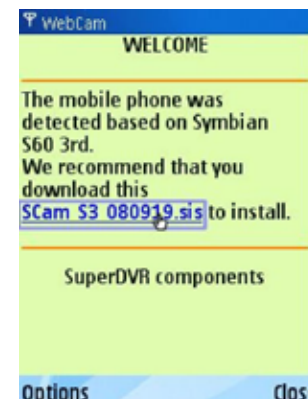 WebCam
WELCOME
The mobile phone was
detected based on Symbian
S60 3rd.
We recommend that you
download this
SCam S3 080919.sis to install.
SuperDVR components
Options Clos